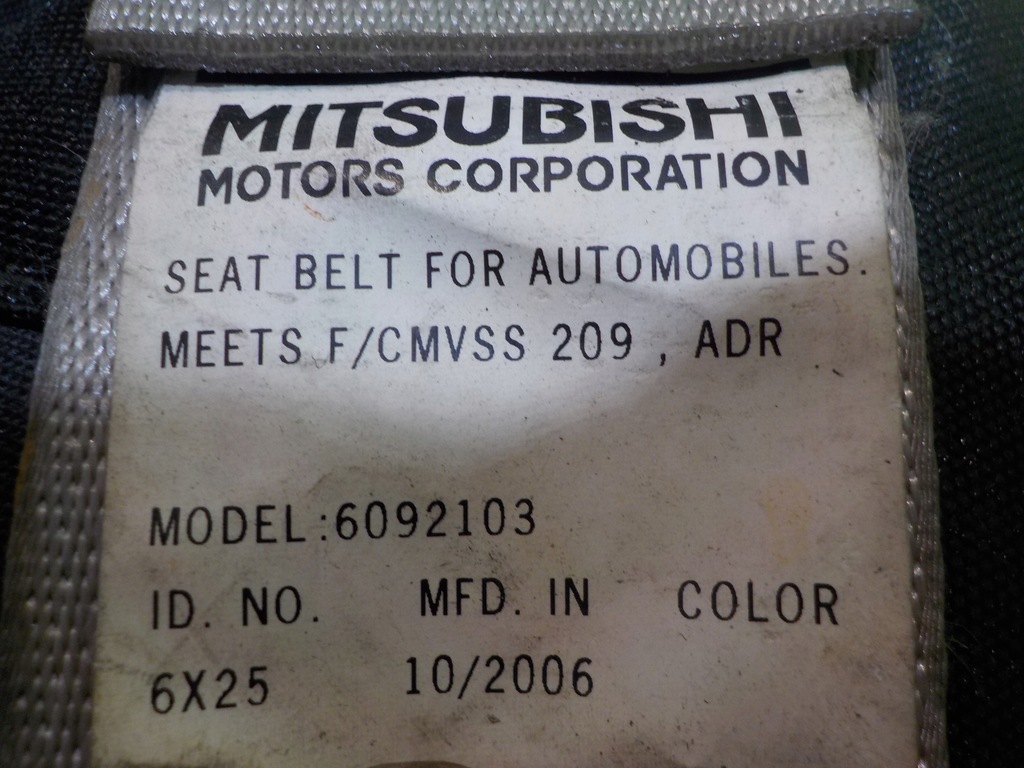 MITSUBISHI
MOTORS CORPORATION
SEAT BELT FOR AUTOMOBILES.
MEETS F/CMVSS 209 , ADR
MODEL:6092103
ID. NO. MFD. IN COLOR
6X25 10/2006